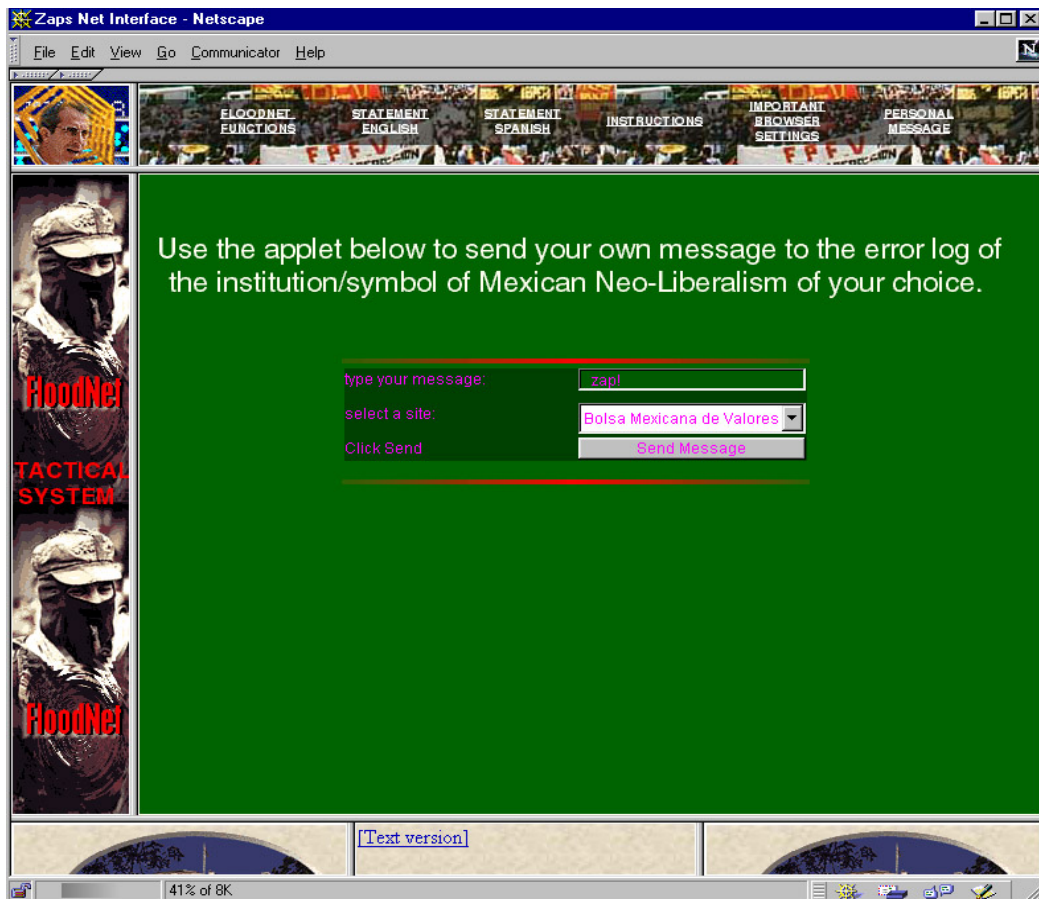 Zaps Net Interface - Netscape
File Edit View Go Communicator Help
FLOODNET FUNCTIONS
STATEMENT ENGLISH
STATEMENT SPANISH
INSTRUCTIONS
IMPORTANT BROWSER SETTINGS
PERSONAL MESSAGE
F P F V
Use the applet below to send your own message to the error log of
the institution/symbol of Mexican Neo-Liberalism of your choice.
type your message: zap!
select a site: Bolsa Mexicana de Valores
Click Send Send Message
FloodNet
TACTICAL
SYSTEM
FloodNet
[Text version]
41% of 8K